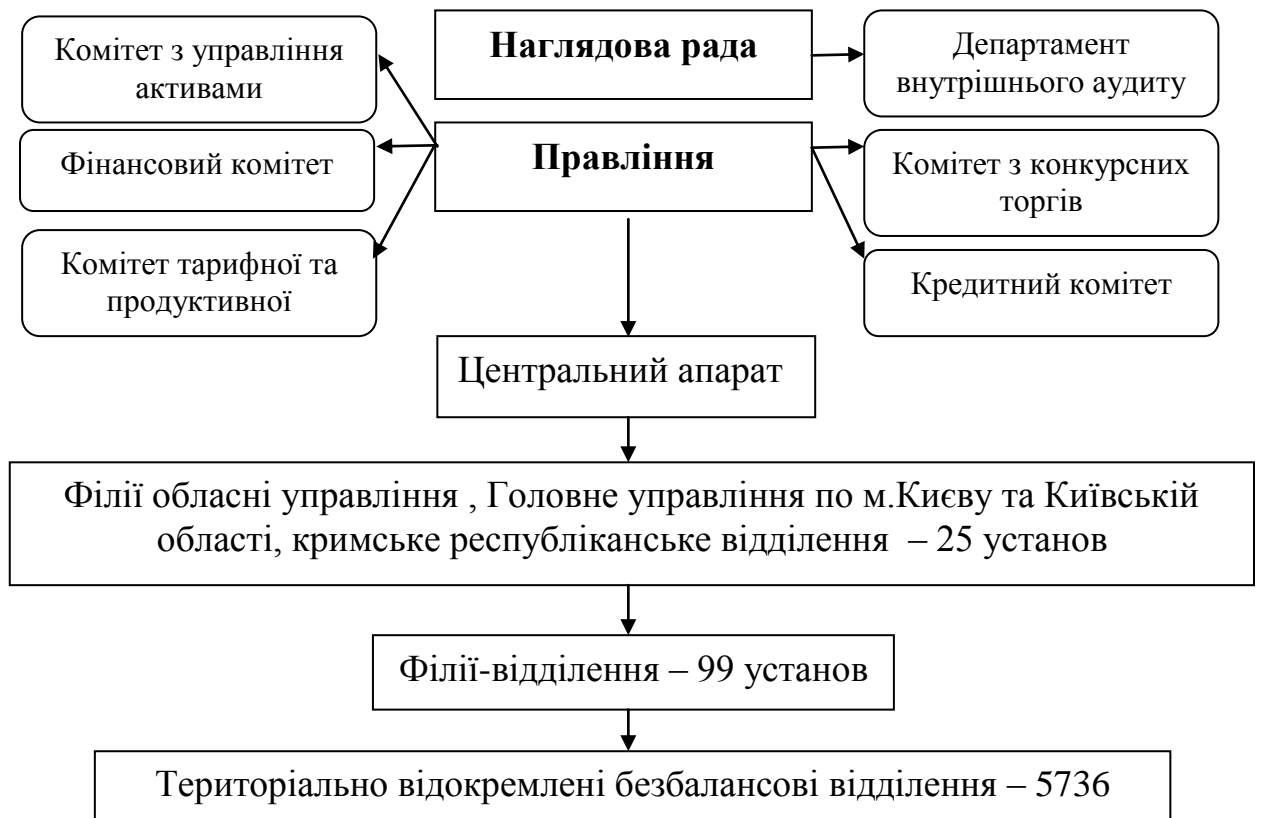 Комітет з управління
активами
Наглядова рада
Департамент
внутрішнього аудиту
Фінансовий комітет
Правління
Комітет з конкурсних
торгів
Комітет тарифної та
продуктивної
Кредитний комітет
Центральний апарат
Філії обласні управління , Головне управління по м.Києву та Київській
області, кримське республіканське відділення – 25 установ
Філії-відділення – 99 установ
Територіально відокремлені безбалансові відділення – 5736